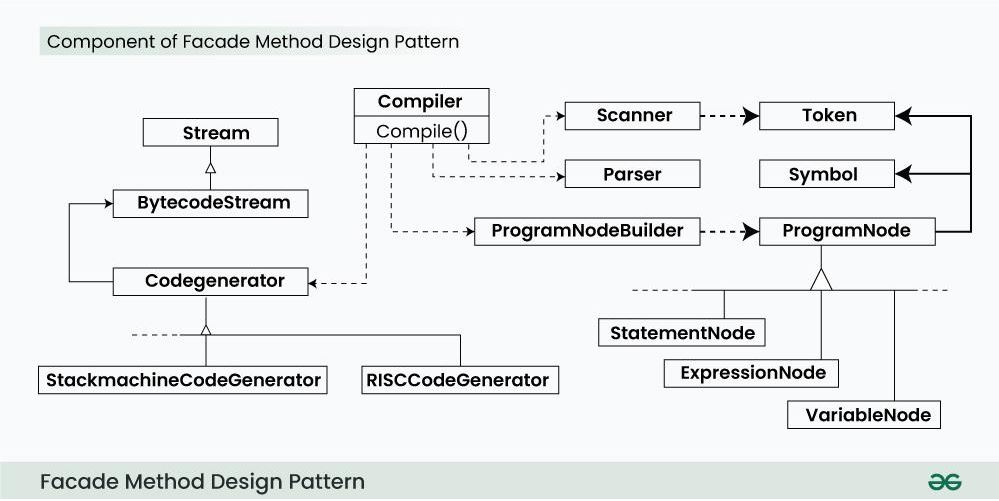 Component of Facade Method Design Pattern
Compiler
Compile()
Scanner
Token
Stream
Parser
Symbol
BytecodeStream
ProgramNodeBuilder
ProgramNode
Codegenerator
StatementNode
StackmachineCodeGenerator
RISCCodeGenerator
ExpressionNode
VariableNode
Facade Method Design Pattern